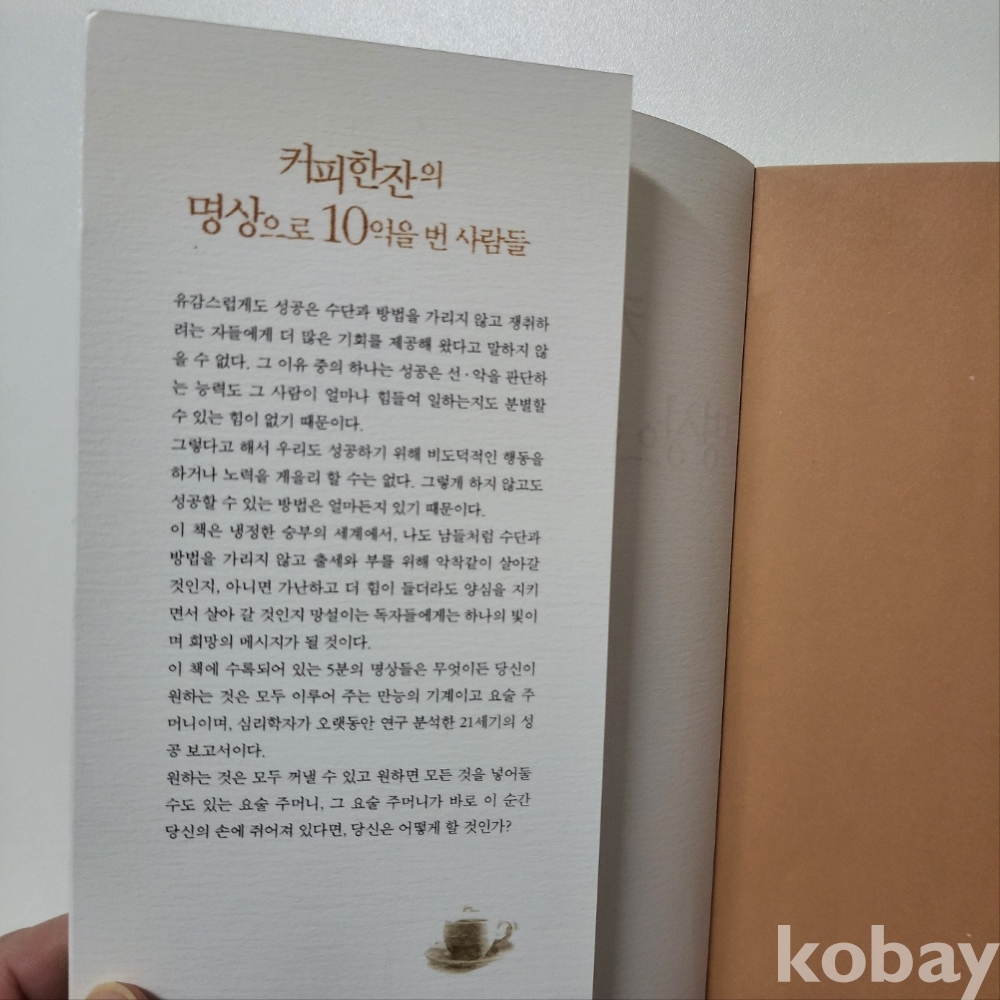 커피한잔의
명상으로 10억을 번 사람들
유감스럽게도 성공은 수단과 방법을 가리지 않고 쟁취하
려는 자들에게 더 많은 기회를 제공해 왔다고 말하지 않
을 수 없다. 그 이유 중의 하나는 성공은 선·악을 판단하
는 능력도 그 사람이 얼마나 힘들여 일하는지도 분별할
수 있는 힘이 없기 때문이다.
그렇다고 해서 우리도 성공하기 위해 비도덕적인 행동을
하거나 노력을 게을리 할 수는 없다. 그렇게 하지 않고도
성공할 수 있는 방법은 얼마든지 있기 때문이다.
이 책은 냉정한 승부의 세계에서, 나도 남들처럼 수단과
방법을 가리지 않고 출세와 부를 위해 악착같이 살아갈
것인지, 아니면 가난하고 더 힘이 들더라도 양심을 지키
면서 살아 갈 것인지 망설이는 독자들에게는 하나의 빛이
며 희망의 메시지가 될 것이다.
이 책에 수록되어 있는 5분의 명상들은 무엇이든 당신이
원하는 것은 모두 이루어 주는 만능의 기계이고 요술 주
머니이며, 심리학자가 오랫동안 연구 분석한 21세기의 성
공 보고서이다.
원하는 것은 모두 꺼낼 수 있고 원하면 모든 것을 넣어둘
수도 있는 요술 주머니, 그 요술 주머니가 바로 이 순간
당신의 손에 쥐어져 있다면, 당신은 어떻게 할 것인가?
kobay